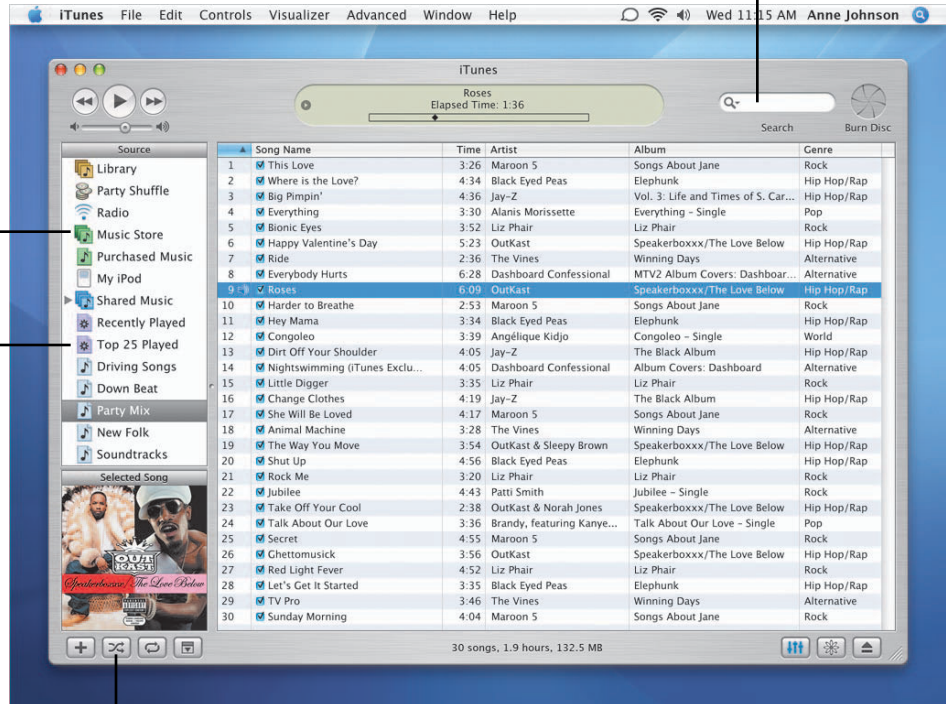 iTunes File Edit Controls Visualizer Advanced Window Help Wed 11:15 AM Anne Johnson
iTunes
Roses
Elapsed Time: 1:36
Search Burn Disc
Source
Library
Party Shuffle
Radio
Music Store
Purchased Music
My iPod
Shared Music
Recently Played
Top 25 Played
Driving Songs
Down Beat
Party Mix
New Folk
Soundtracks
Selected Song
OUTKAST
Speakerboxxx/The Love Below
Song Name Time Artist Album Genre
1 This Love 3:26 Maroon 5 Songs About Jane Rock
2 Where is the Love? 4:34 Black Eyed Peas Elephunk Hip Hop/Rap
3 Big Pimpin' 4:36 Jay-Z Vol. 3: Life and Times of S. Car... Hip Hop/Rap
4 Everything 3:30 Alanis Morissette Everything – Single Pop
5 Bionic Eyes 3:52 Liz Phair Liz Phair Rock
6 Happy Valentine's Day 5:23 OutKast Speakerboxxx/The Love Below Hip Hop/Rap
7 Ride 2:36 The Vines Winning Days Alternative
8 Everybody Hurts 6:28 Dashboard Confessional MTV2 Album Covers: Dashboar... Alternative
9 Roses 6:09 OutKast Speakerboxxx/The Love Below Hip Hop/Rap
10 Harder to Breathe 2:53 Maroon 5 Songs About Jane Rock
11 Hey Mama 3:34 Black Eyed Peas Elephunk Hip Hop/Rap
12 Congoleo 3:39 Angélique Kidjo Congoleo – Single World
13 Dirt Off Your Shoulder 4:05 Jay-Z The Black Album Hip Hop/Rap
14 Nightswimming (iTunes Exclu... 4:05 Dashboard Confessional Album Covers: Dashboard Alternative
15 Little Digger 3:35 Liz Phair Liz Phair Rock
16 Change Clothes 4:19 Jay-Z The Black Album Hip Hop/Rap
17 She Will Be Loved 4:17 Maroon 5 Songs About Jane Rock
18 Animal Machine 3:28 The Vines Winning Days Alternative
19 The Way You Move 3:54 OutKast & Sleepy Brown Speakerboxxx/The Love Below Hip Hop/Rap
20 Shut Up 4:56 Black Eyed Peas Elephunk Hip Hop/Rap
21 Rock Me 3:20 Liz Phair Liz Phair Rock
22 Jubilee 4:43 Patti Smith Jubilee – Single Rock
23 Take Off Your Cool 2:38 OutKast & Norah Jones Speakerboxxx/The Love Below Hip Hop/Rap
24 Talk About Our Love 3:36 Brandy, featuring Kanye... Talk About Our Love – Single Pop
25 Secret 4:55 Maroon 5 Songs About Jane Rock
26 Ghettomusick 3:56 OutKast Speakerboxxx/The Love Below Hip Hop/Rap
27 Red Light Fever 4:52 Liz Phair Liz Phair Rock
28 Let's Get It Started 3:35 Black Eyed Peas Elephunk Hip Hop/Rap
29 TV Pro 3:46 The Vines Winning Days Alternative
30 Sunday Morning 4:04 Maroon 5 Songs About Jane Rock
30 songs, 1.9 hours, 132.5 MB